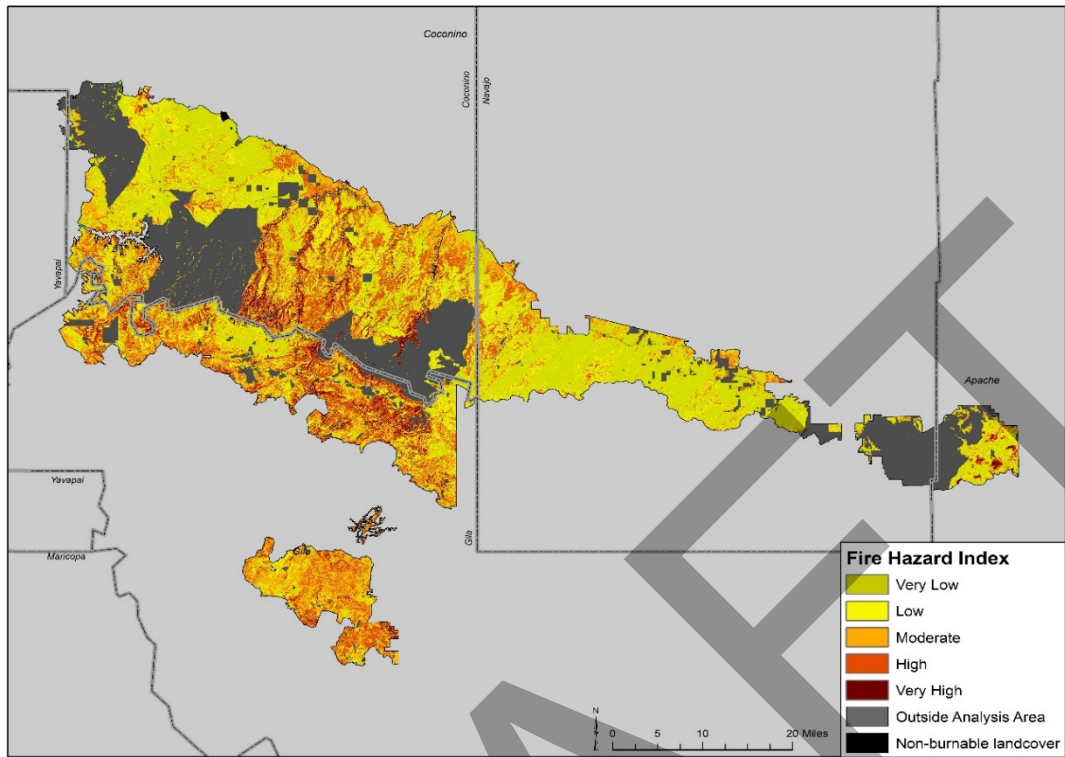 Coconino
Coconino
Navajo
Yavapai
Apache
Yavapai
Maricopa
Gila
Gila
Fire Hazard Index
Very Low
Low
Moderate
High
Very High
Outside Analysis Area
Non-burnable landcover
N
0 5 10 20 Miles